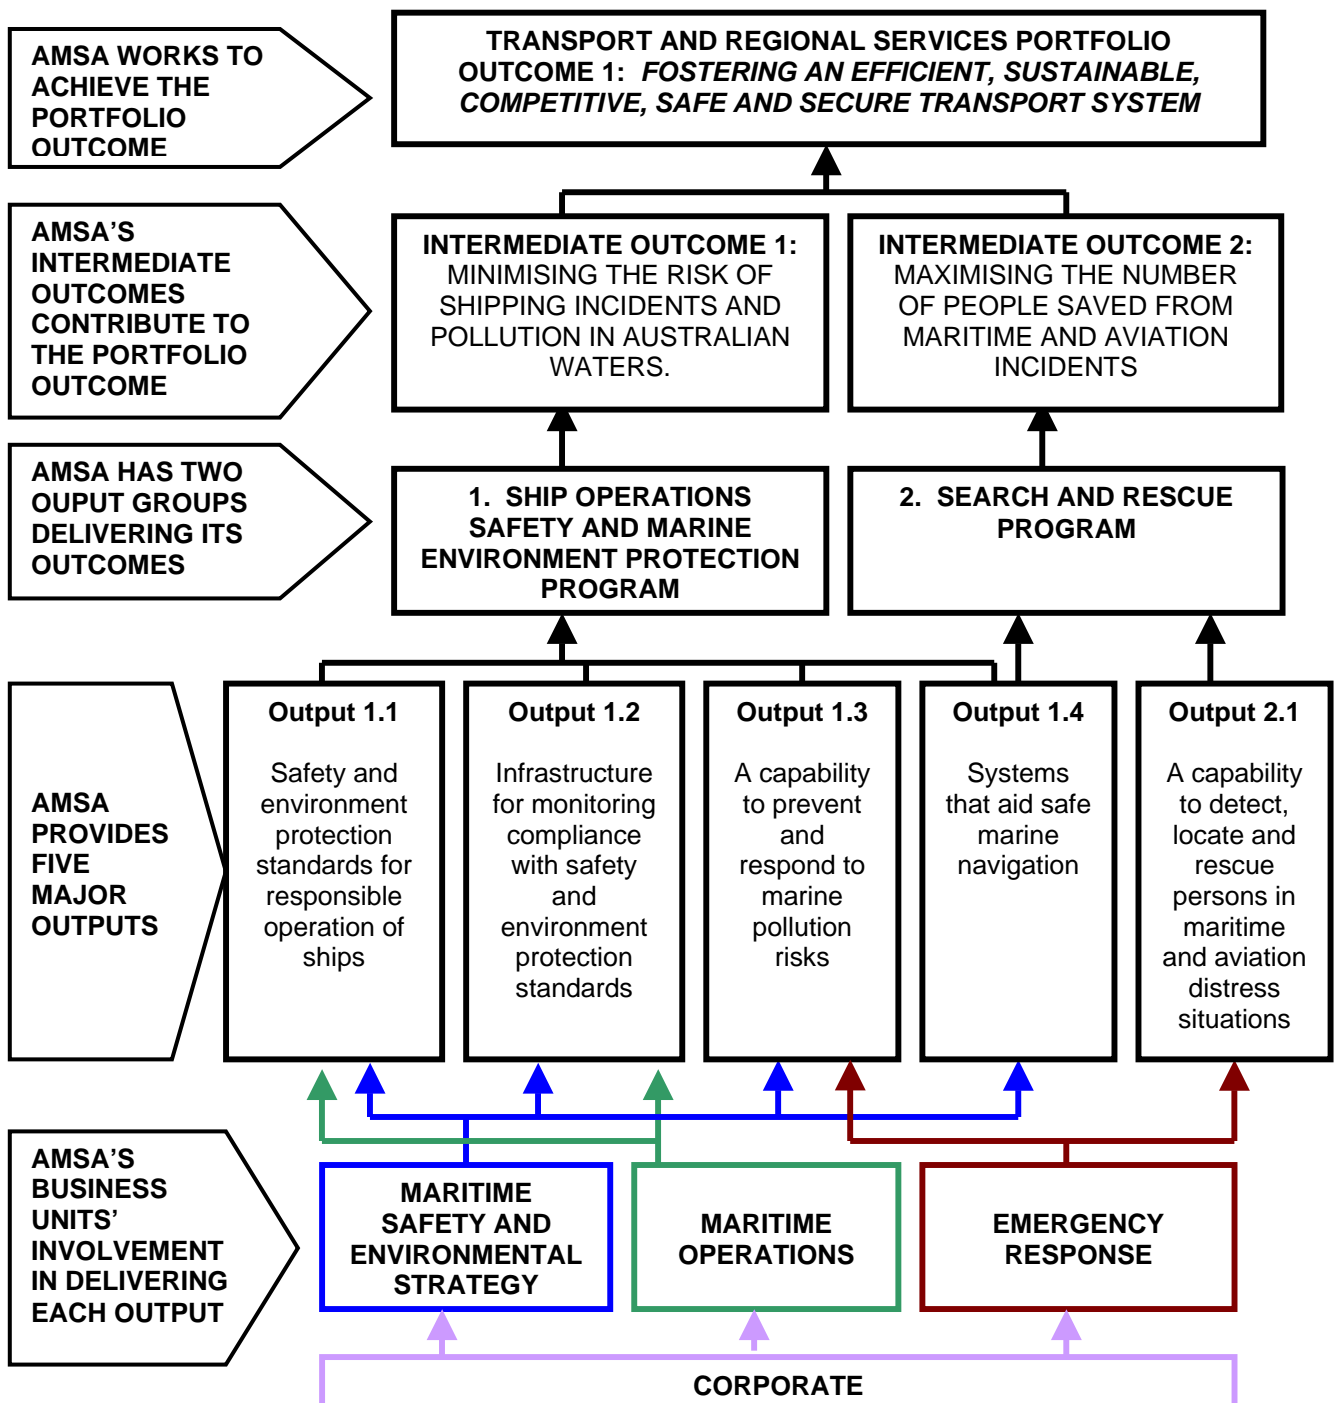 AMSA WORKS TO
ACHIEVE THE
PORTFOLIO
OUTCOME
TRANSPORT AND REGIONAL SERVICES PORTFOLIO
OUTCOME 1: FOSTERING AN EFFICIENT, SUSTAINABLE,
COMPETITIVE, SAFE AND SECURE TRANSPORT SYSTEM
AMSA’S
INTERMEDIATE
OUTCOMES
CONTRIBUTE TO
THE PORTFOLIO
OUTCOME
INTERMEDIATE OUTCOME 1:
MINIMISING THE RISK OF
SHIPPING INCIDENTS AND
POLLUTION IN AUSTRALIAN
WATERS.
INTERMEDIATE OUTCOME 2:
MAXIMISING THE NUMBER
OF PEOPLE SAVED FROM
MARITIME AND AVIATION
INCIDENTS
AMSA HAS TWO
OUPUT GROUPS
DELIVERING ITS
OUTCOMES
1. SHIP OPERATIONS
SAFETY AND MARINE
ENVIRONMENT PROTECTION
PROGRAM
2. SEARCH AND RESCUE
PROGRAM
AMSA
PROVIDES
FIVE
MAJOR
OUTPUTS
Output 1.1
Safety and
environment
protection
standards for
responsible
operation of
ships
Output 1.2
Infrastructure
for monitoring
compliance
with safety
and
environment
protection
standards
Output 1.3
A capability
to prevent
and
respond to
marine
pollution
risks
Output 1.4
Systems
that aid safe
marine
navigation
Output 2.1
A capability
to detect,
locate and
rescue
persons in
maritime
and aviation
distress
situations
AMSA’S
BUSINESS
UNITS’
INVOLVEMENT
IN DELIVERING
EACH OUTPUT
MARITIME
SAFETY AND
ENVIRONMENTAL
STRATEGY
MARITIME
OPERATIONS
EMERGENCY
RESPONSE
CORPORATE